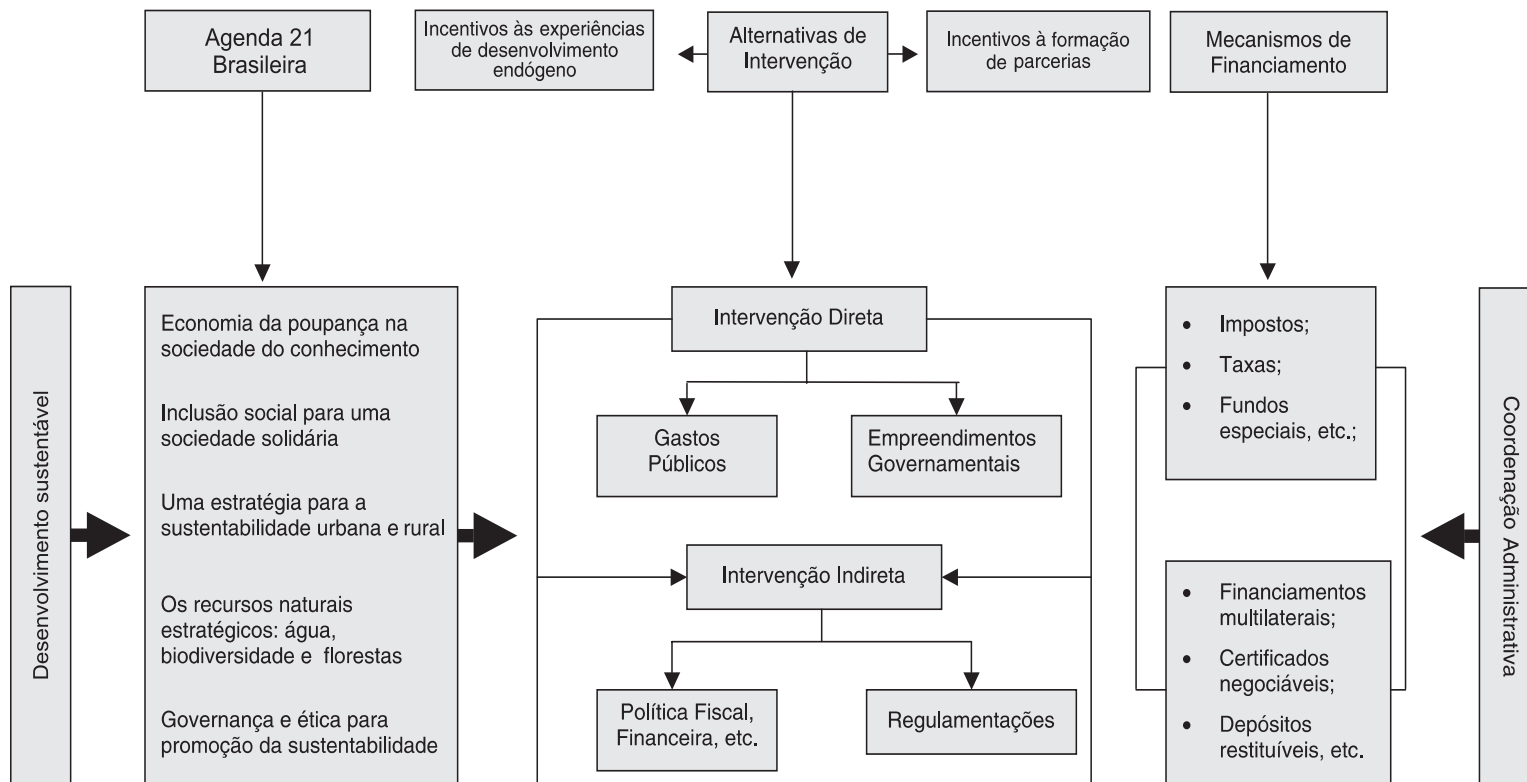 Agenda 21
Brasileira
Incentivos às experiências
de desenvolvimento
endógeno
Alternativas de
Intervenção
Incentivos à formação
de parcerias
Mecanismos de
Financiamento
Desenvolvimento sustentável
Economia da poupança na
sociedade do conhecimento
Inclusão social para uma
sociedade solidária
Uma estratégia para a
sustentabilidade urbana e rural
Os recursos naturais
estratégicos: água,
biodiversidade e florestas
Governança e ética para
promoção da sustentabilidade
Intervenção Direta
Gastos
Públicos
Empreendimentos
Governamentais
Intervenção Indireta
Política Fiscal,
Financeira, etc.
Regulamentações
• Impostos;
• Taxas;
• Fundos
especiais, etc.;
• Financiamentos
multilaterais;
• Certificados
negociáveis;
• Depósitos
restituíveis, etc.
Coordenação Administrativa